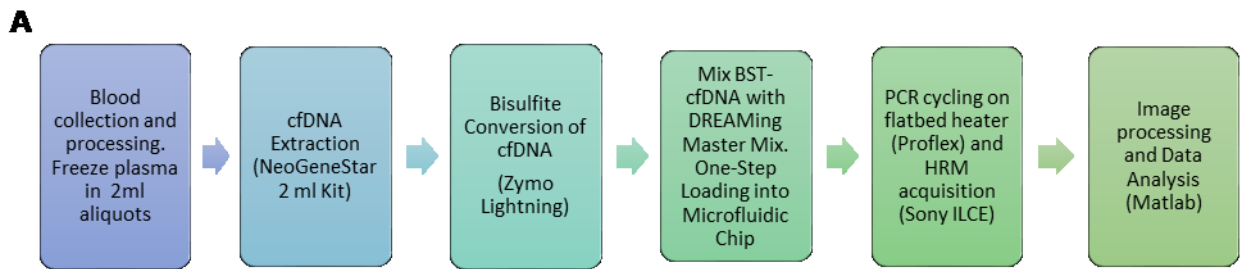 A
Blood
collection and
processing.
Freeze plasma
in 2ml
aliquots
cfDNA
Extraction
(NeoGeneStar
2 ml Kit)
Bisulfite
Conversion of
cfDNA
(Zymo
Lightning)
Mix BST-
cfDNA with
DREAMing
Master Mix.
One-Step
Loading into
Microfluidic
Chip
PCR cycling on
flatbed heater
(Proflex) and
HRM
acquisition
(Sony ILCE)
Image
processing
and Data
Analysis
(Matlab)